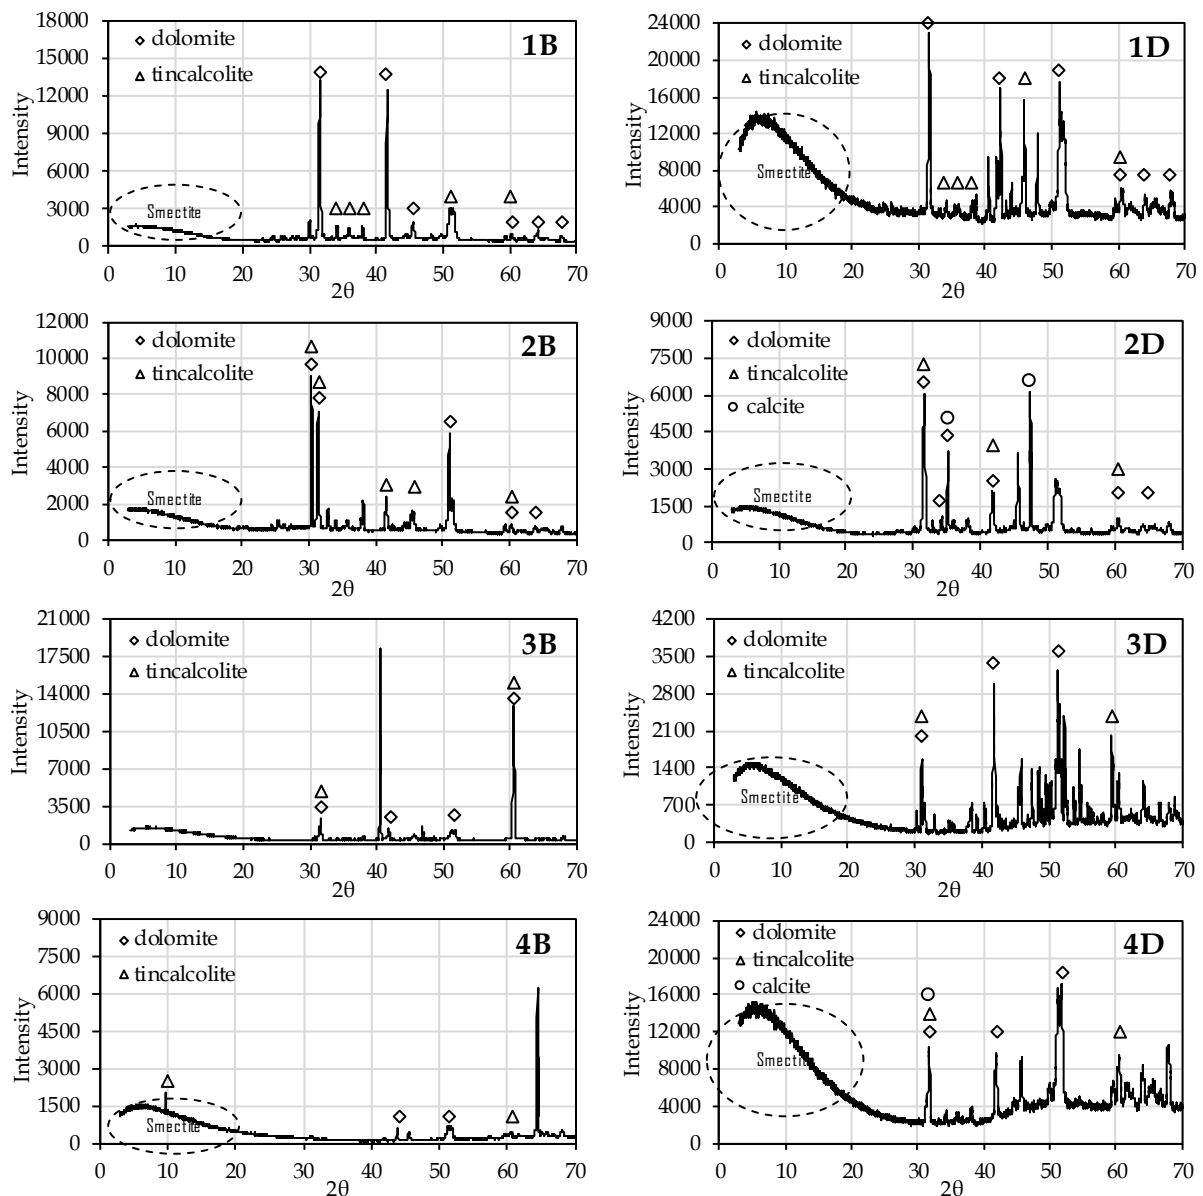 18000
15000
12000
9000
6000
3000
0
Intensity
◇ dolomite
△ tincalcolite
1B
Smectite
0 10 20 30 40 50 60 70
2θ
24000
20000
16000
12000
8000
4000
0
Intensity
◇ dolomite
△ tincalcolite
1D
Smectite
0 10 20 30 40 50 60 70
2θ
12000
10000
8000
6000
4000
2000
0
Intensity
◇ dolomite
△ tincalcolite
2B
Smectite
0 10 20 30 40 50 60 70
2θ
9000
7500
6000
4500
3000
1500
0
Intensity
◇ dolomite
△ tincalcolite
○ calcite
2D
Smectite
0 10 20 30 40 50 60 70
2θ
21000
17500
14000
10500
7000
3500
0
Intensity
◇ dolomite
△ tincalcolite
3B
0 10 20 30 40 50 60 70
2θ
4200
3500
2800
2100
1400
700
0
Intensity
◇ dolomite
△ tincalcolite
3D
Smectite
0 10 20 30 40 50 60 70
2θ
9000
7500
6000
4500
3000
1500
0
Intensity
◇ dolomite
△ tincalcolite
4B
Smectite
0 10 20 30 40 50 60 70
2θ
24000
20000
16000
12000
8000
4000
0
Intensity
◇ dolomite
△ tincalcolite
○ calcite
4D
Smectite
0 10 20 30 40 50 60 70
2θ